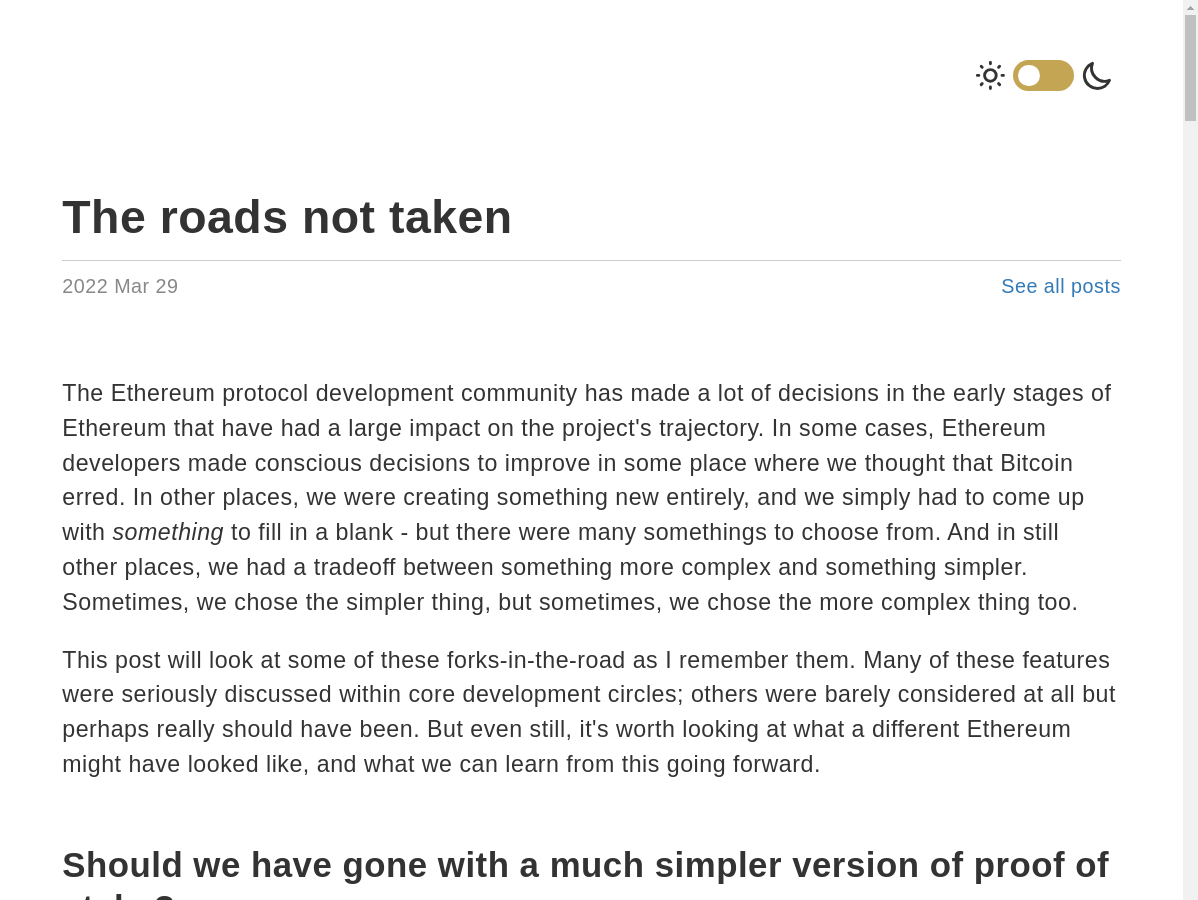 The roads not taken
2022 Mar 29
See all posts
The Ethereum protocol development community has made a lot of decisions in the early stages of
Ethereum that have had a large impact on the project's trajectory. In some cases, Ethereum
developers made conscious decisions to improve in some place where we thought that Bitcoin
erred. In other places, we were creating something new entirely, and we simply had to come up
with something to fill in a blank - but there were many somethings to choose from. And in still
other places, we had a tradeoff between something more complex and something simpler.
Sometimes, we chose the simpler thing, but sometimes, we chose the more complex thing too.
This post will look at some of these forks-in-the-road as I remember them. Many of these features
were seriously discussed within core development circles; others were barely considered at all but
perhaps really should have been. But even still, it's worth looking at what a different Ethereum
might have looked like, and what we can learn from this going forward.
Should we have gone with a much simpler version of proof of